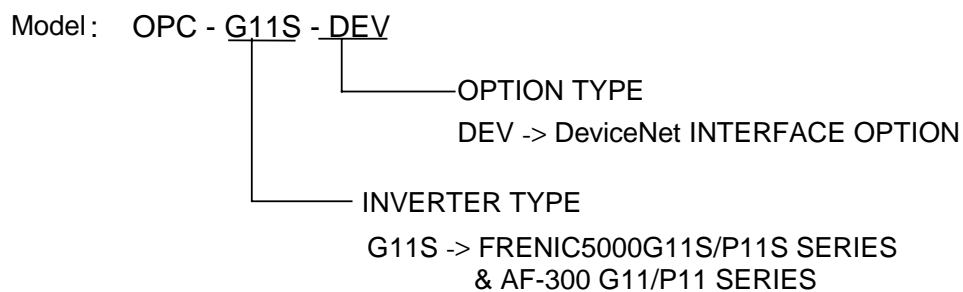 Model: OPC - G11S - DEV
OPTION TYPE
DEV -> DeviceNet INTERFACE OPTION
INVERTER TYPE
G11S -> FRENIC5000G11S/P11S SERIES
& AF-300 G11/P11 SERIES